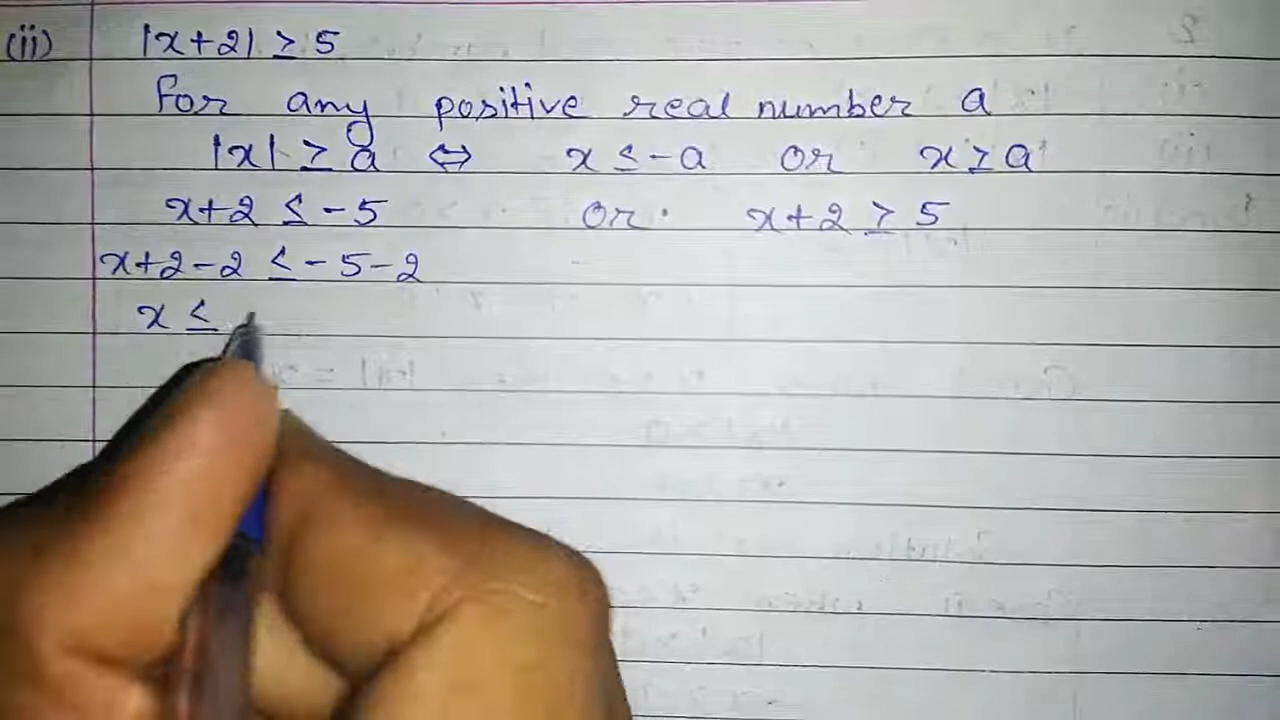 (ii) |x+2| ≥ 5
For any positive real number a
|x| ≥ a ⇔ x ≤ -a or x ≥ a
x+2 ≤ -5 or x+2 ≥ 5
x+2-2 ≤ -5-2
x ≤